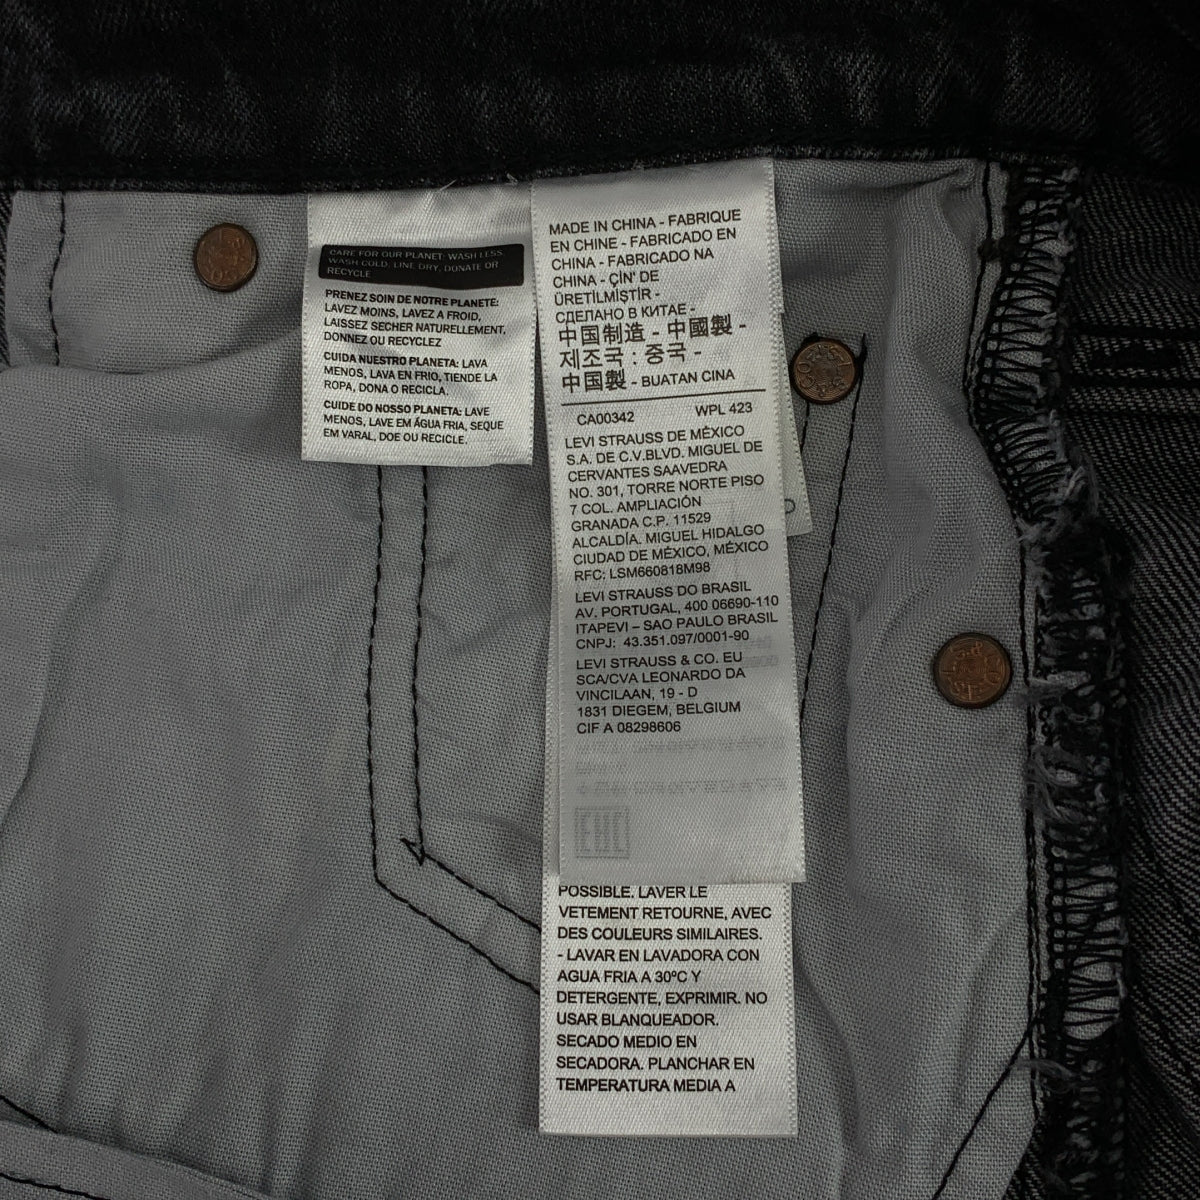 CARE FOR OUR PLANET: WASH LESS,
WASH COLD, LINE DRY, DONATE OR
RECYCLE
PRENEZ SOIN DE NOTRE PLANETE:
LAVEZ MOINS, LAVEZ A FROID,
LAISSEZ SECHER NATURELLEMENT,
DONNEZ OU RECYCLEZ
CUIDA NUESTRO PLANETA: LAVA
MENOS, LAVA EN FRIO, TIENDE LA
ROPA, DONA O RECICLA.
CUIDE DO NOSSO PLANETA: LAVE
MENOS, LAVE EM ÁGUA FRIA, SEQUE
EM VARAL, DOE OU RECICLE.
MADE IN CHINA - FABRIQUE
EN CHINE - FABRICADO EN
CHINA - FABRICADO NA
CHINA - ÇİN' DE
ÜRETİLMİŞTİR -
СДЕЛАНО В КИТАЕ -
中国制造 - 中國製 -
제조국 : 중국 -
中国製 - BUATAN CINA
CA00342 WPL 423
LEVI STRAUSS DE MÉXICO
S.A. DE C.V.BLVD. MIGUEL DE
CERVANTES SAAVEDRA
NO. 301, TORRE NORTE PISO
7 COL. AMPLIACIÓN
GRANADA C.P. 11529
ALCALDÍA. MIGUEL HIDALGO
CIUDAD DE MÉXICO, MÉXICO
RFC: LSM660818M98
LEVI STRAUSS DO BRASIL
AV. PORTUGAL, 400 06690-110
ITAPEVI – SAO PAULO BRASIL
CNPJ: 43.351.097/0001-90
LEVI STRAUSS & CO. EU
SCA/CVA LEONARDO DA
VINCILAAN, 19 - D
1831 DIEGEM, BELGIUM
CIF A 08298606
POSSIBLE. LAVER LE
VETEMENT RETOURNE, AVEC
DES COULEURS SIMILAIRES.
- LAVAR EN LAVADORA CON
AGUA FRIA A 30ºC Y
DETERGENTE, EXPRIMIR. NO
USAR BLANQUEADOR.
SECADO MEDIO EN
SECADORA. PLANCHAR EN
TEMPERATURA MEDIA A